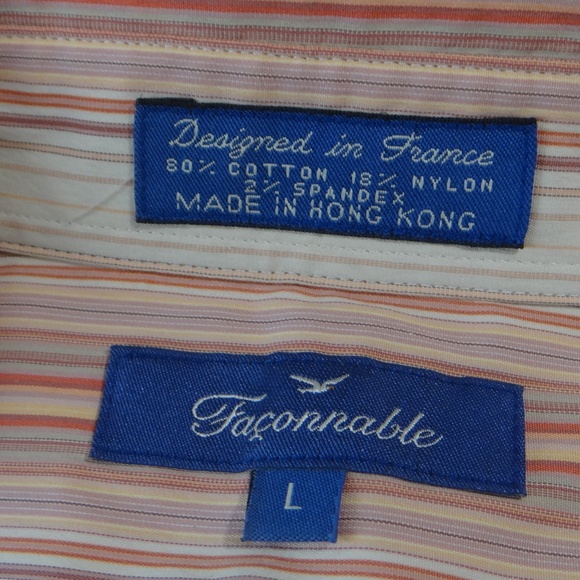 Designed in France
80% COTTON 18% NYLON
2% SPANDEX
MADE IN HONG KONG
Façonnable
L